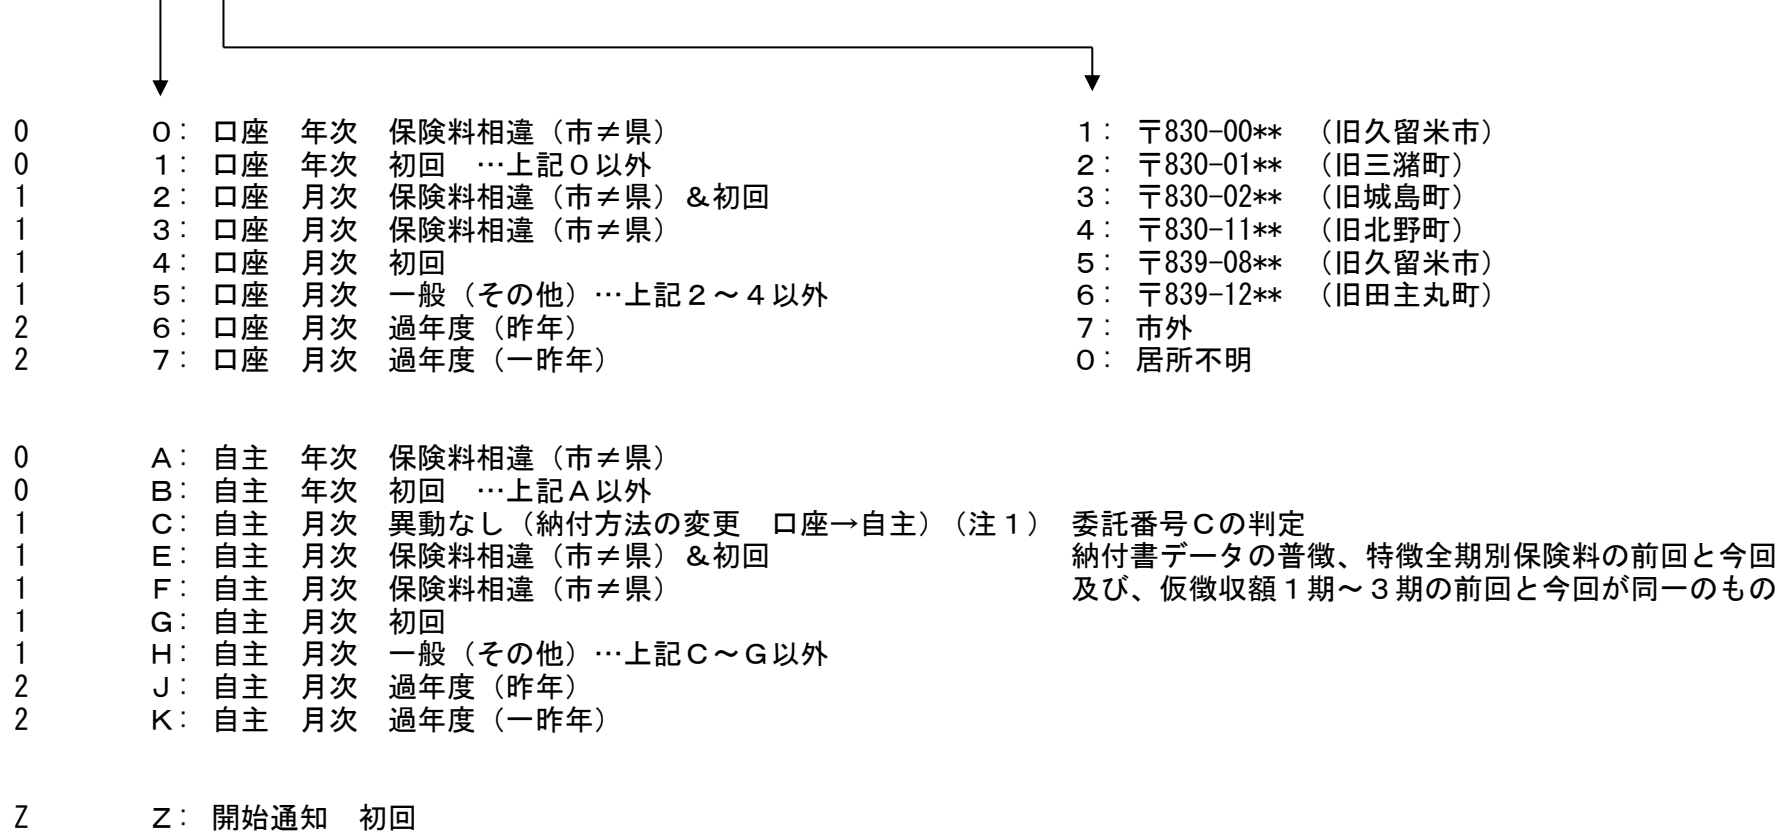 0 0: 口座 年次 保険料相違（市≠県） 1: 〒830-00** （旧久留米市）
0 1: 口座 年次 初回 …上記0以外 2: 〒830-01** （旧三潴町）
1 2: 口座 月次 保険料相違（市≠県）&初回 3: 〒830-02** （旧城島町）
1 3: 口座 月次 保険料相違（市≠県） 4: 〒830-11** （旧北野町）
1 4: 口座 月次 初回 5: 〒839-08** （旧久留米市）
1 5: 口座 月次 一般（その他）…上記2～4以外 6: 〒839-12** （旧田主丸町）
2 6: 口座 月次 過年度（昨年） 7: 市外
2 7: 口座 月次 過年度（一昨年） 0: 居所不明
0 A: 自主 年次 保険料相違（市≠県）
0 B: 自主 年次 初回 …上記A以外
1 C: 自主 月次 異動なし（納付方法の変更 口座→自主）（注1） 委託番号Cの判定
1 E: 自主 月次 保険料相違（市≠県）&初回 納付書データの普徴、特徴全期別保険料の前回と今回
1 F: 自主 月次 保険料相違（市≠県） 及び、仮徴収額1期～3期の前回と今回が同一のもの
1 G: 自主 月次 初回
1 H: 自主 月次 一般（その他）…上記C～G以外
2 J: 自主 月次 過年度（昨年）
2 K: 自主 月次 過年度（一昨年）
Z Z: 開始通知 初回